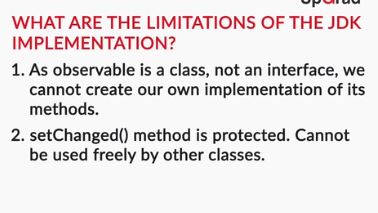 UpGrad
WHAT ARE THE LIMITATIONS OF THE JDK
IMPLEMENTATION?
1. As observable is a class, not an interface, we
cannot create our own implementation of its
methods.
2. setChanged() method is protected. Cannot
be used freely by other classes.